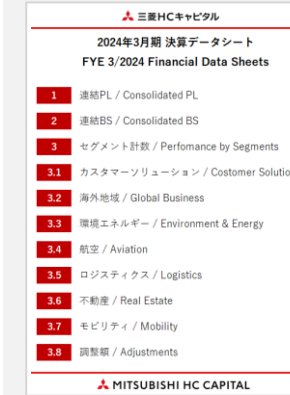 三菱HCキャピタル
2024年3月期 決算データシート
FYE 3/2024 Financial Data Sheets
1 連結PL / Consolidated PL
2 連結BS / Consolidated BS
3 セグメント計数 / Perfomance by Segments
3.1 カスタマーソリューション / Costomer Solutio
3.2 海外地域 / Global Business
3.3 環境エネルギー / Environment & Energy
3.4 航空 / Aviation
3.5 ロジスティクス / Logistics
3.6 不動産 / Real Estate
3.7 モビリティ / Mobility
3.8 調整額 / Adjustments
MITSUBISHI HC CAPITAL